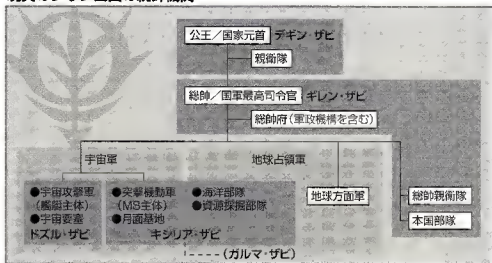 公王／国家元首 デギン・ザビ
親衛隊
総帥／国軍最高司令官 ギレン・ザビ
総帥府(軍政機構を含む)
宇宙軍
地球占領軍
●宇宙攻撃軍
(艦艇主体)
●宇宙要塞
ドズル・ザビ
●突撃機動軍
(MS主体)
●月面基地
●海洋部隊
●資源採掘部隊
キシリア・ザビ
地球方面軍
総帥親衛隊
本国部隊
(ガルマ・ザビ)